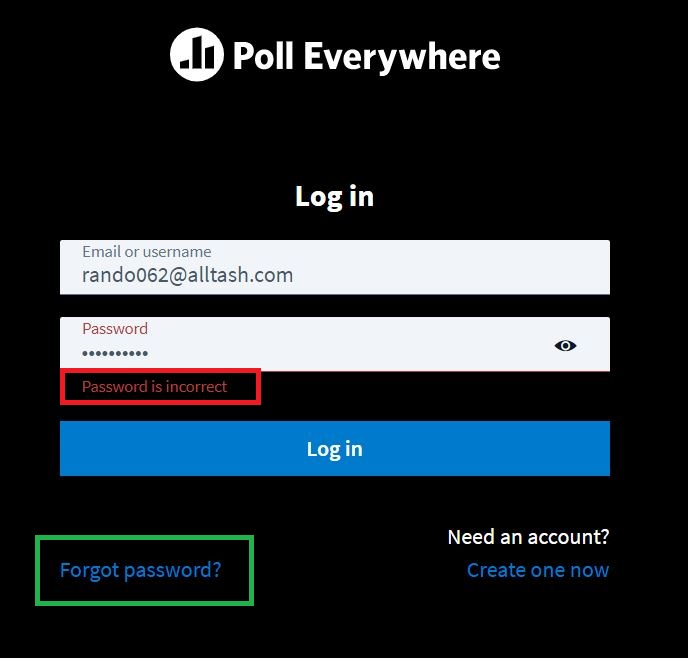 Poll Everywhere
Log in
Email or username
rando062@alltash.com
Password
••••••••••
Password is incorrect
Log in
Need an account?
Forgot password?
Create one now